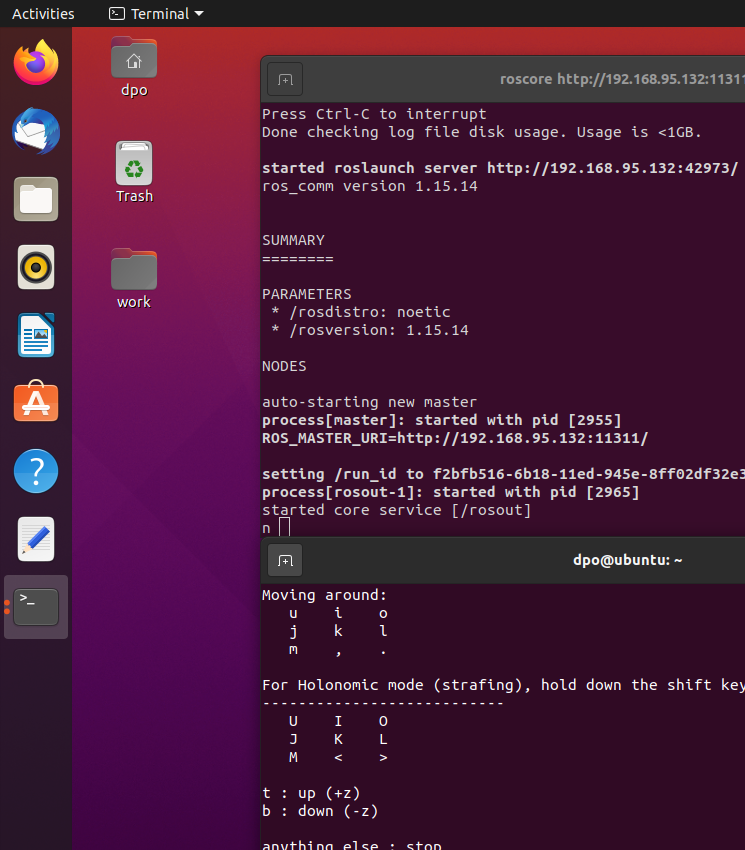 Activities Terminal
dpo
Trash
work
roscore http://192.168.95.132:11311
Press Ctrl-C to interrupt
Done checking log file disk usage. Usage is <1GB.
started roslaunch server http://192.168.95.132:42973/
ros_comm version 1.15.14
SUMMARY
========
PARAMETERS
* /rosdistro: noetic
* /rosversion: 1.15.14
NODES
auto-starting new master
process[master]: started with pid [2955]
ROS_MASTER_URI=http://192.168.95.132:11311/
setting /run_id to f2bfb516-6b18-11ed-945e-8ff02df32e3
process[rosout-1]: started with pid [2965]
started core service [/rosout]
n
dpo@ubuntu: ~
Moving around:
u i o
j k l
m , .
For Holonomic mode (strafing), hold down the shift key
---------------------------
U I O
J K L
M < >
t : up (+z)
b : down (-z)
anything else : stop